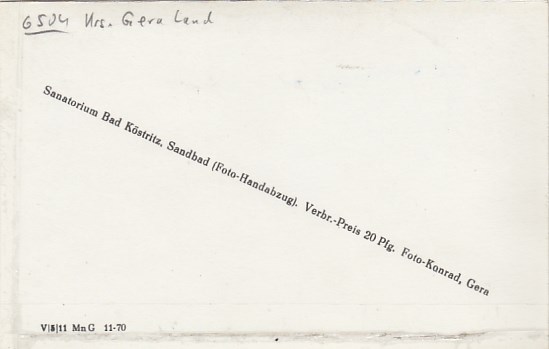 6504 Krs. Gera Land
Sanatorium Bad Köstritz. Sandbad (Foto-Handabzug). Verbr.-Preis 20 Pfg. Foto-Konrad, Gera
V|5|11 Mn G 11-70